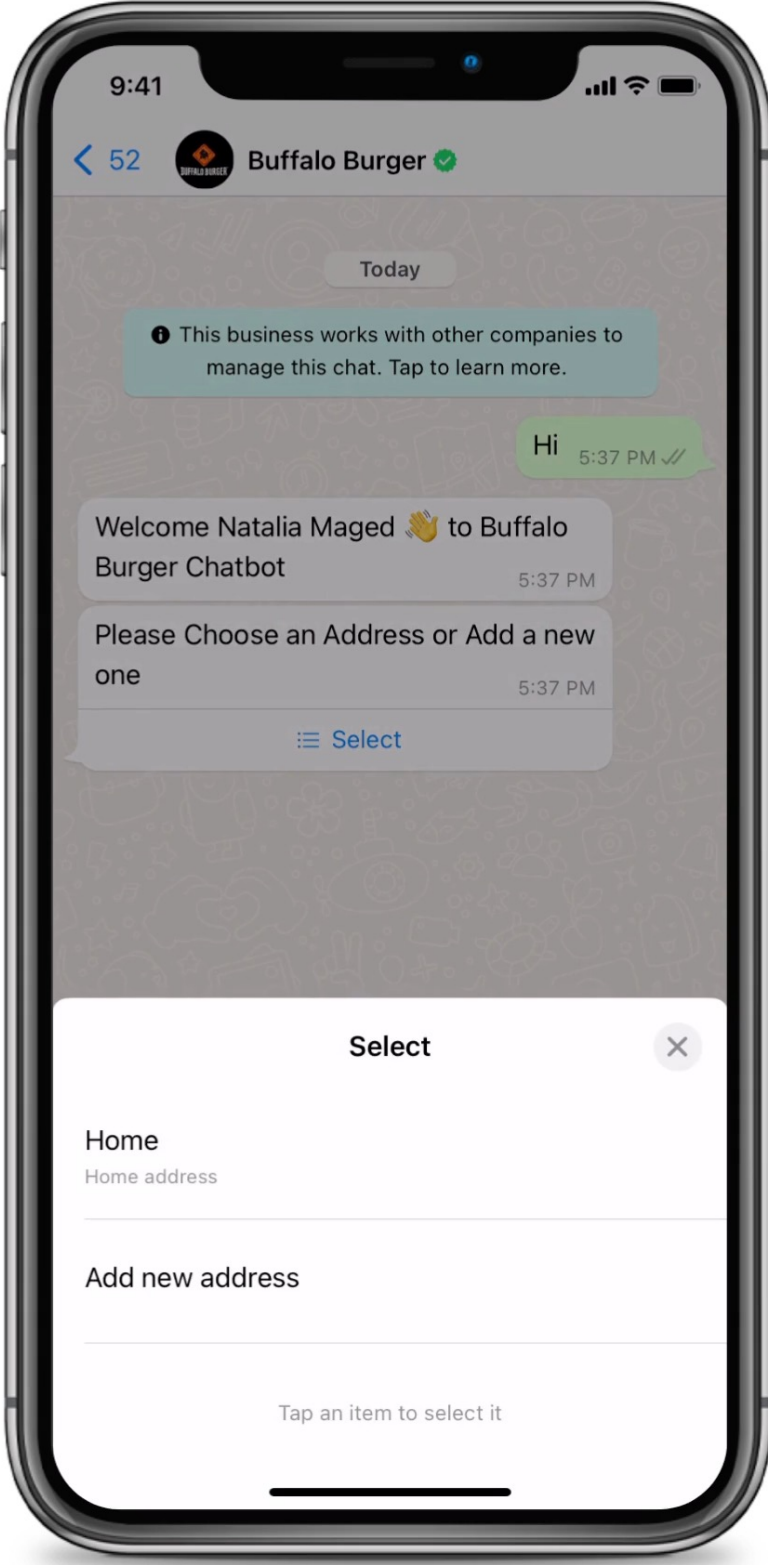 9:41
52
BUFFALO BURGER
Buffalo Burger
Today
This business works with other companies to
manage this chat. Tap to learn more.
Hi
5:37 PM
Welcome Natalia Maged 👋 to Buffalo
Burger Chatbot
5:37 PM
Please Choose an Address or Add a new
one
5:37 PM
Select
Select
Home
Home address
Add new address
Tap an item to select it